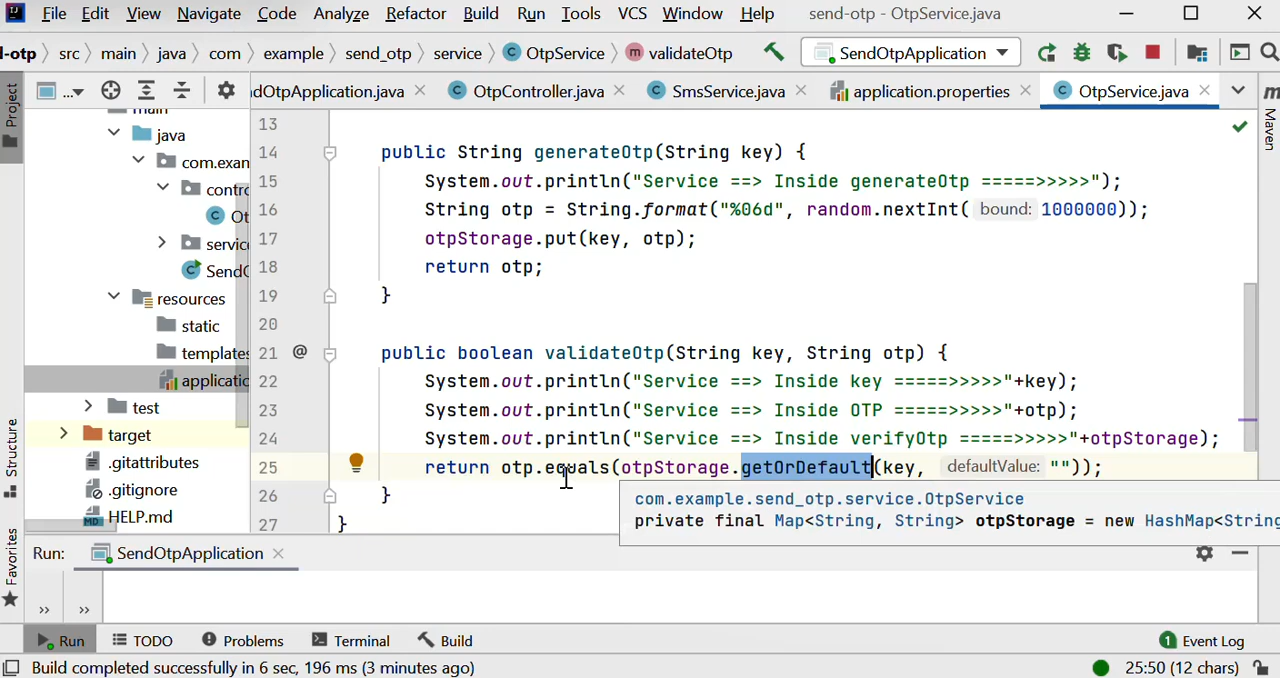 File Edit View Navigate Code Analyze Refactor Build Run Tools VCS Window Help send-otp - OtpService.java
l-otp src main java com example send_otp service OtpService validateOtp SendOtpApplication
Project
... dOtpApplication.java OtpController.java SmsService.java application.properties OtpService.java
Maven
main
java
com.exan
contro
Ot
service
SendO
resources
static
templates
applicatio
test
target
.gitattributes
.gitignore
HELP.md
Structure
Favorites
13
14 public String generateOtp(String key) {
15 System.out.println("Service ==> Inside generateOtp =====>>>>>");
16 String otp = String.format("%06d", random.nextInt( bound: 1000000));
17 otpStorage.put(key, otp);
18 return otp;
19 }
20
21 @ public boolean validateOtp(String key, String otp) {
22 System.out.println("Service ==> Inside key =====>>>>>"+key);
23 System.out.println("Service ==> Inside OTP =====>>>>>"+otp);
24 System.out.println("Service ==> Inside verifyOtp =====>>>>>"+otpStorage);
25 return otp.equals(otpStorage.getOrDefault(key, defaultValue: ""));
26 }
27 }
com.example.send_otp.service.OtpService
private final Map<String, String> otpStorage = new HashMap<String
Run: SendOtpApplication
Run TODO Problems Terminal Build 1 Event Log
Build completed successfully in 6 sec, 196 ms (3 minutes ago) 25:50 (12 chars)